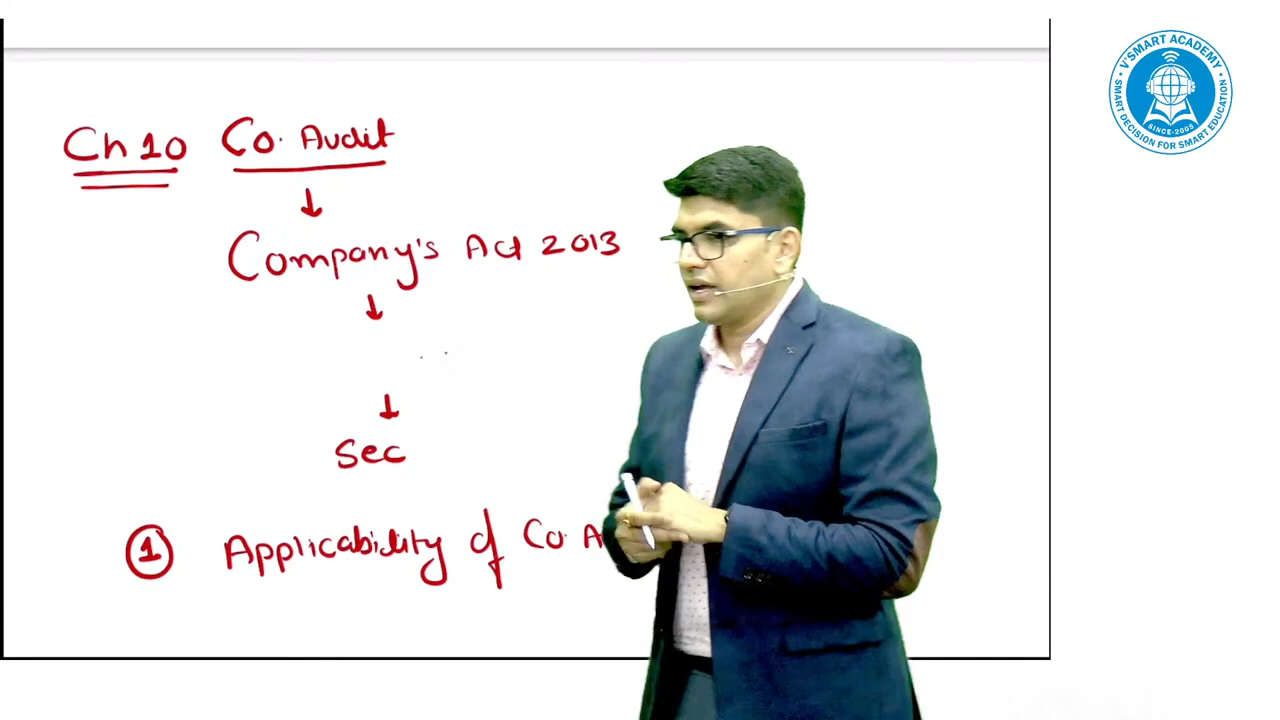 Ch 10 Co. Audit
↓
Company's Act 2013
↓
↓
Sec
① Applicability of Co. A
V'SMART ACADEMY
SINCE-2005
SMART DECISION FOR SMART EDUCATION